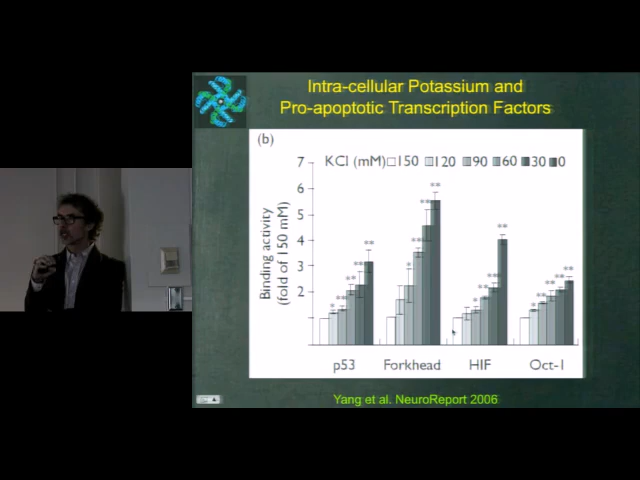 Intra-cellular Potassium and
Pro-apoptotic Transcription Factors
(b)
KCl (mM) 150 120 90 60 30 0
Binding activity
(fold of 150 mM)
7
6
5
4
3
2
* ** ** ** **
* ** ** **
* ** ** **
* ** ** ** **
p53 Forkhead HIF Oct-1
Yang et al. NeuroReport 2006